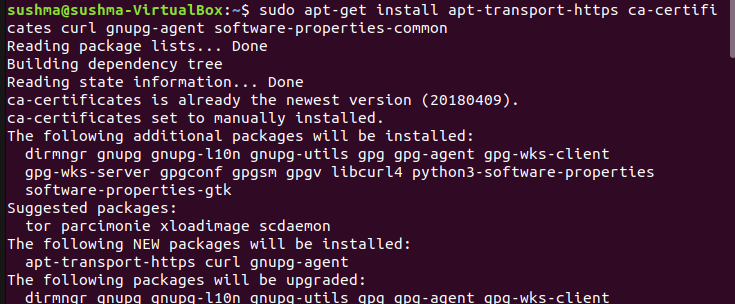 sushma@sushma-VirtualBox:~$ sudo apt-get install apt-transport-https ca-certifi
cates curl gnupg-agent software-properties-common
Reading package lists... Done
Building dependency tree
Reading state information... Done
ca-certificates is already the newest version (20180409).
ca-certificates set to manually installed.
The following additional packages will be installed:
  dirmngr gnupg gnupg-l10n gnupg-utils gpg gpg-agent gpg-wks-client
  gpg-wks-server gpgconf gpgsm gpgv libcurl4 python3-software-properties
  software-properties-gtk
Suggested packages:
  tor parcimonie xloadimage scdaemon
The following NEW packages will be installed:
  apt-transport-https curl gnupg-agent
The following packages will be upgraded:
  dirmngr gnupg gnupg-l10n gnupg-utils gpg gpg-agent gpg-wks-client